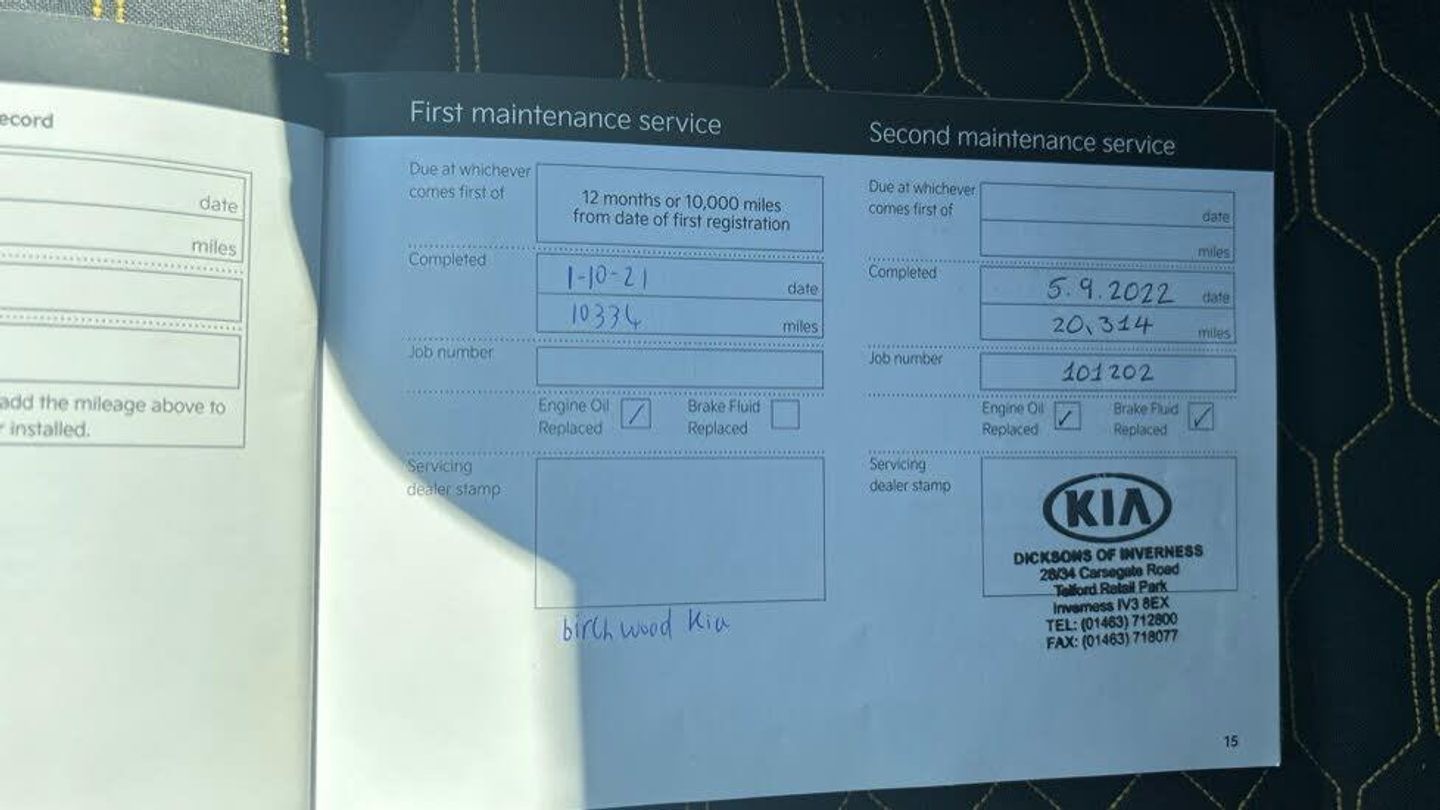 ecord
date
miles
add the mileage above to
installed.
First maintenance service
Due at whichever
comes first of
12 months or 10,000 miles
from date of first registration
Completed
1-10-21 date
10334 miles
Job number
Engine Oil
Replaced
Brake Fluid
Replaced
Servicing
dealer stamp
birchwood Kia
Second maintenance service
Due at whichever
comes first of
date
miles
Completed
5.9.2022 date
20,314 miles
Job number
101202
Engine Oil
Replaced
Brake Fluid
Replaced
Servicing
dealer stamp
KIA
DICKSONS OF INVERNESS
28/34 Carsegate Road
Telford Retail Park
Inverness IV3 8EX
TEL: (01463) 712800
FAX: (01463) 718077
15